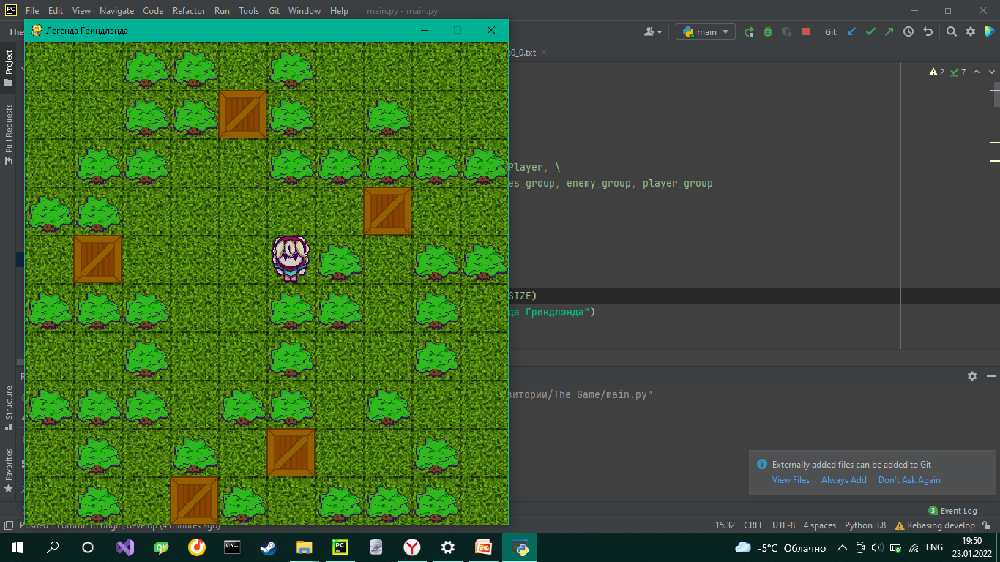 PC File Edit View Navigate Code Refactor Run Tools Git Window Help main.py - main.py
The
Легенда Гриндлэнда
main
Git:
0_0.txt
2 7
Project
Pull Requests
Structure
Favorites
Player, \
es_group, enemy_group, player_group
SIZE)
да Гриндлэнда")
R
зитории/The Game/main.py"
Externally added files can be added to Git
View Files Always Add Don't Ask Again
3 Event Log
Pushed 1 commit to origin/develop (4 minutes ago)
15:32 CRLF UTF-8 4 spaces Python 3.8 Rebasing develop
PC
-5°C Облачно
ENG
19:50
23.01.2022